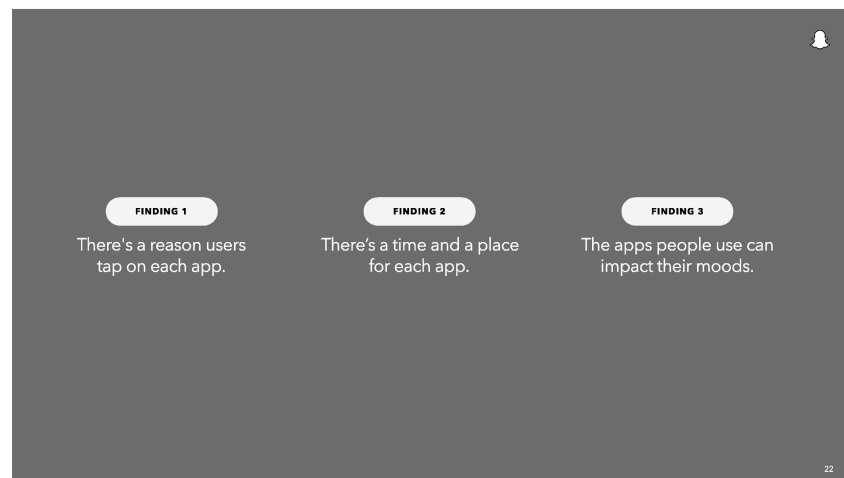 FINDING 1
There's a reason users
tap on each app.
FINDING 2
There’s a time and a place
for each app.
FINDING 3
The apps people use can
impact their moods.
22